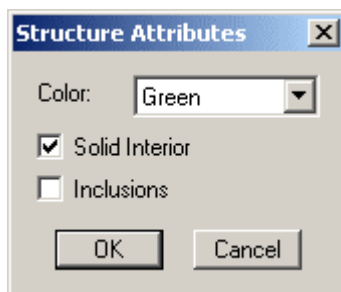 Structure Attributes
Color: Green
Solid Interior
Inclusions
OK Cancel